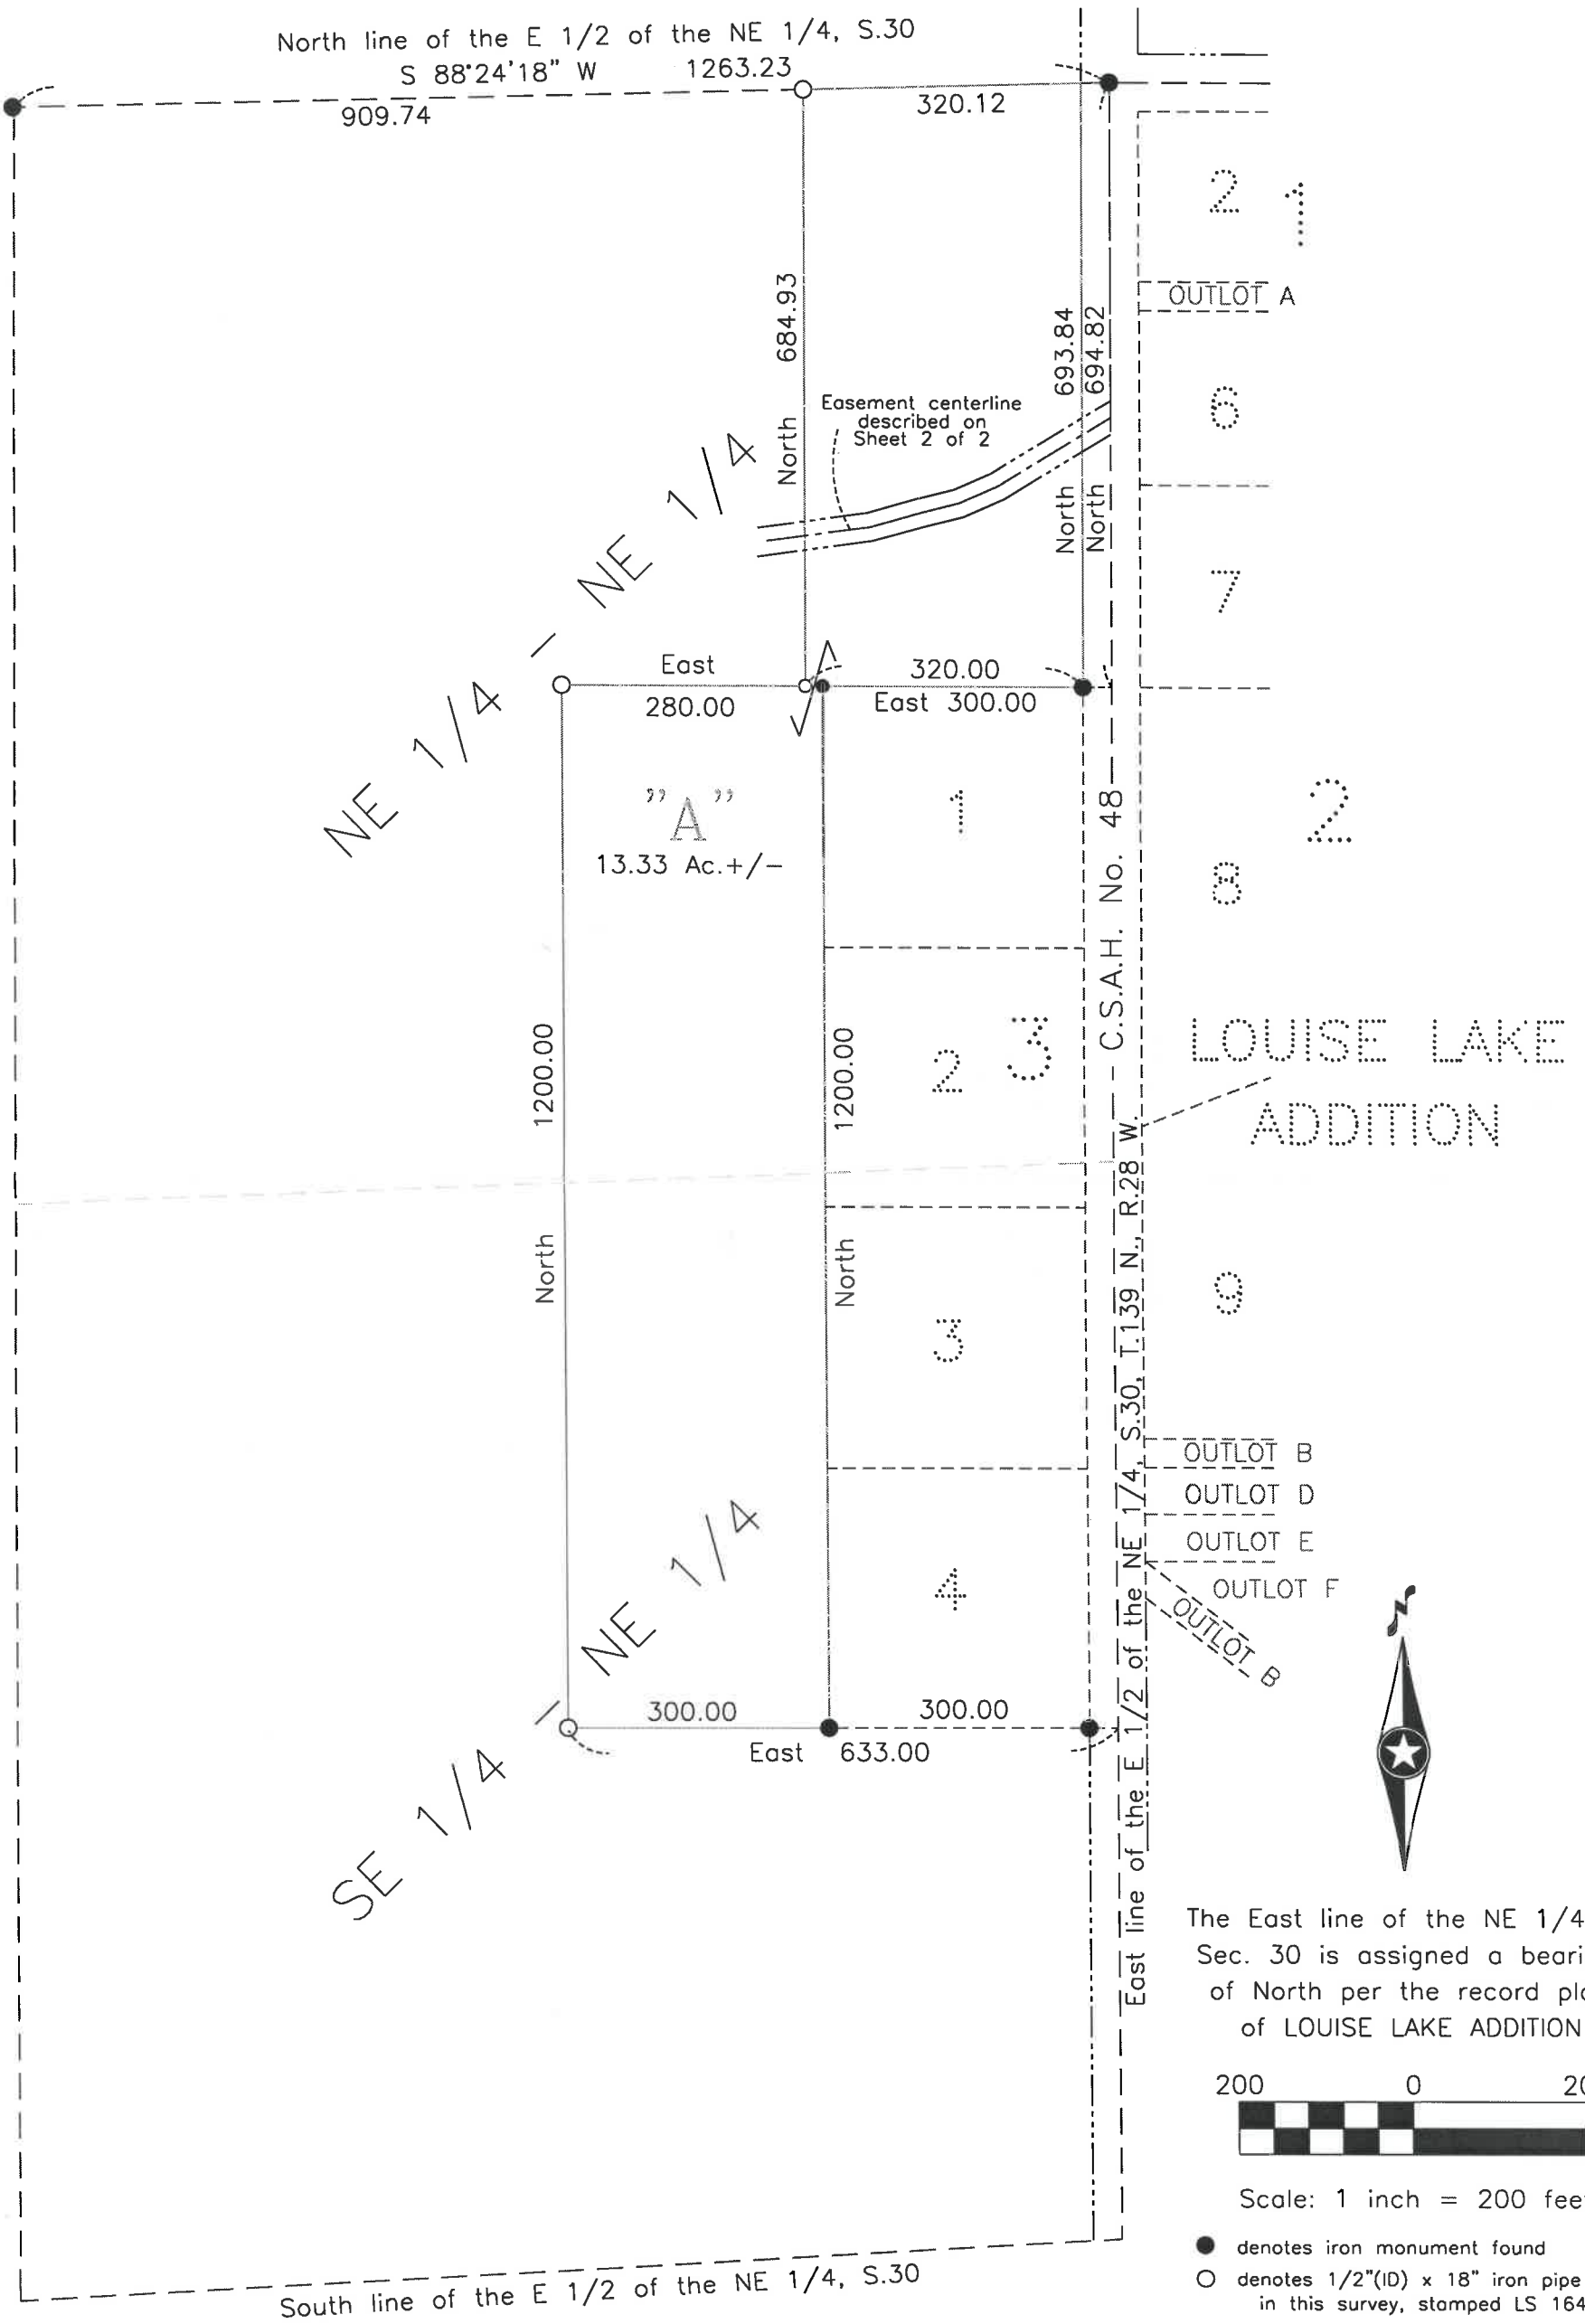 North line of the E 1/2 of the NE 1/4, S.30
S 88°24'18" W 1263.23
909.74
320.12
2 1
OUTLOT A
North 684.93
North 693.84
North 694.82
6
Easement centerline
described on
Sheet 2 of 2
7
NE 1/4 - NE 1/4
East
280.00
320.00
East 300.00
"A"
13.33 Ac.+/-
1
C.S.A.H. No. 48
2
8
North 1200.00
North 1200.00
2 3
LOUISE LAKE
ADDITION
3
9
OUTLOT B
OUTLOT D
OUTLOT E
OUTLOT F
OUTLOT B
4
SE 1/4 - NE 1/4
300.00
300.00
East 633.00
East line of the E 1/2 of the NE 1/4, S.30, T.139 N., R.28 W.
N
The East line of the NE 1/4
Sec. 30 is assigned a beari
of North per the record pl
of LOUISE LAKE ADDITION
200 0 20
Scale: 1 inch = 200 fee
denotes iron monument found
denotes 1/2"(ID) x 18" iron pipe
in this survey, stamped LS 164
South line of the E 1/2 of the NE 1/4, S.30